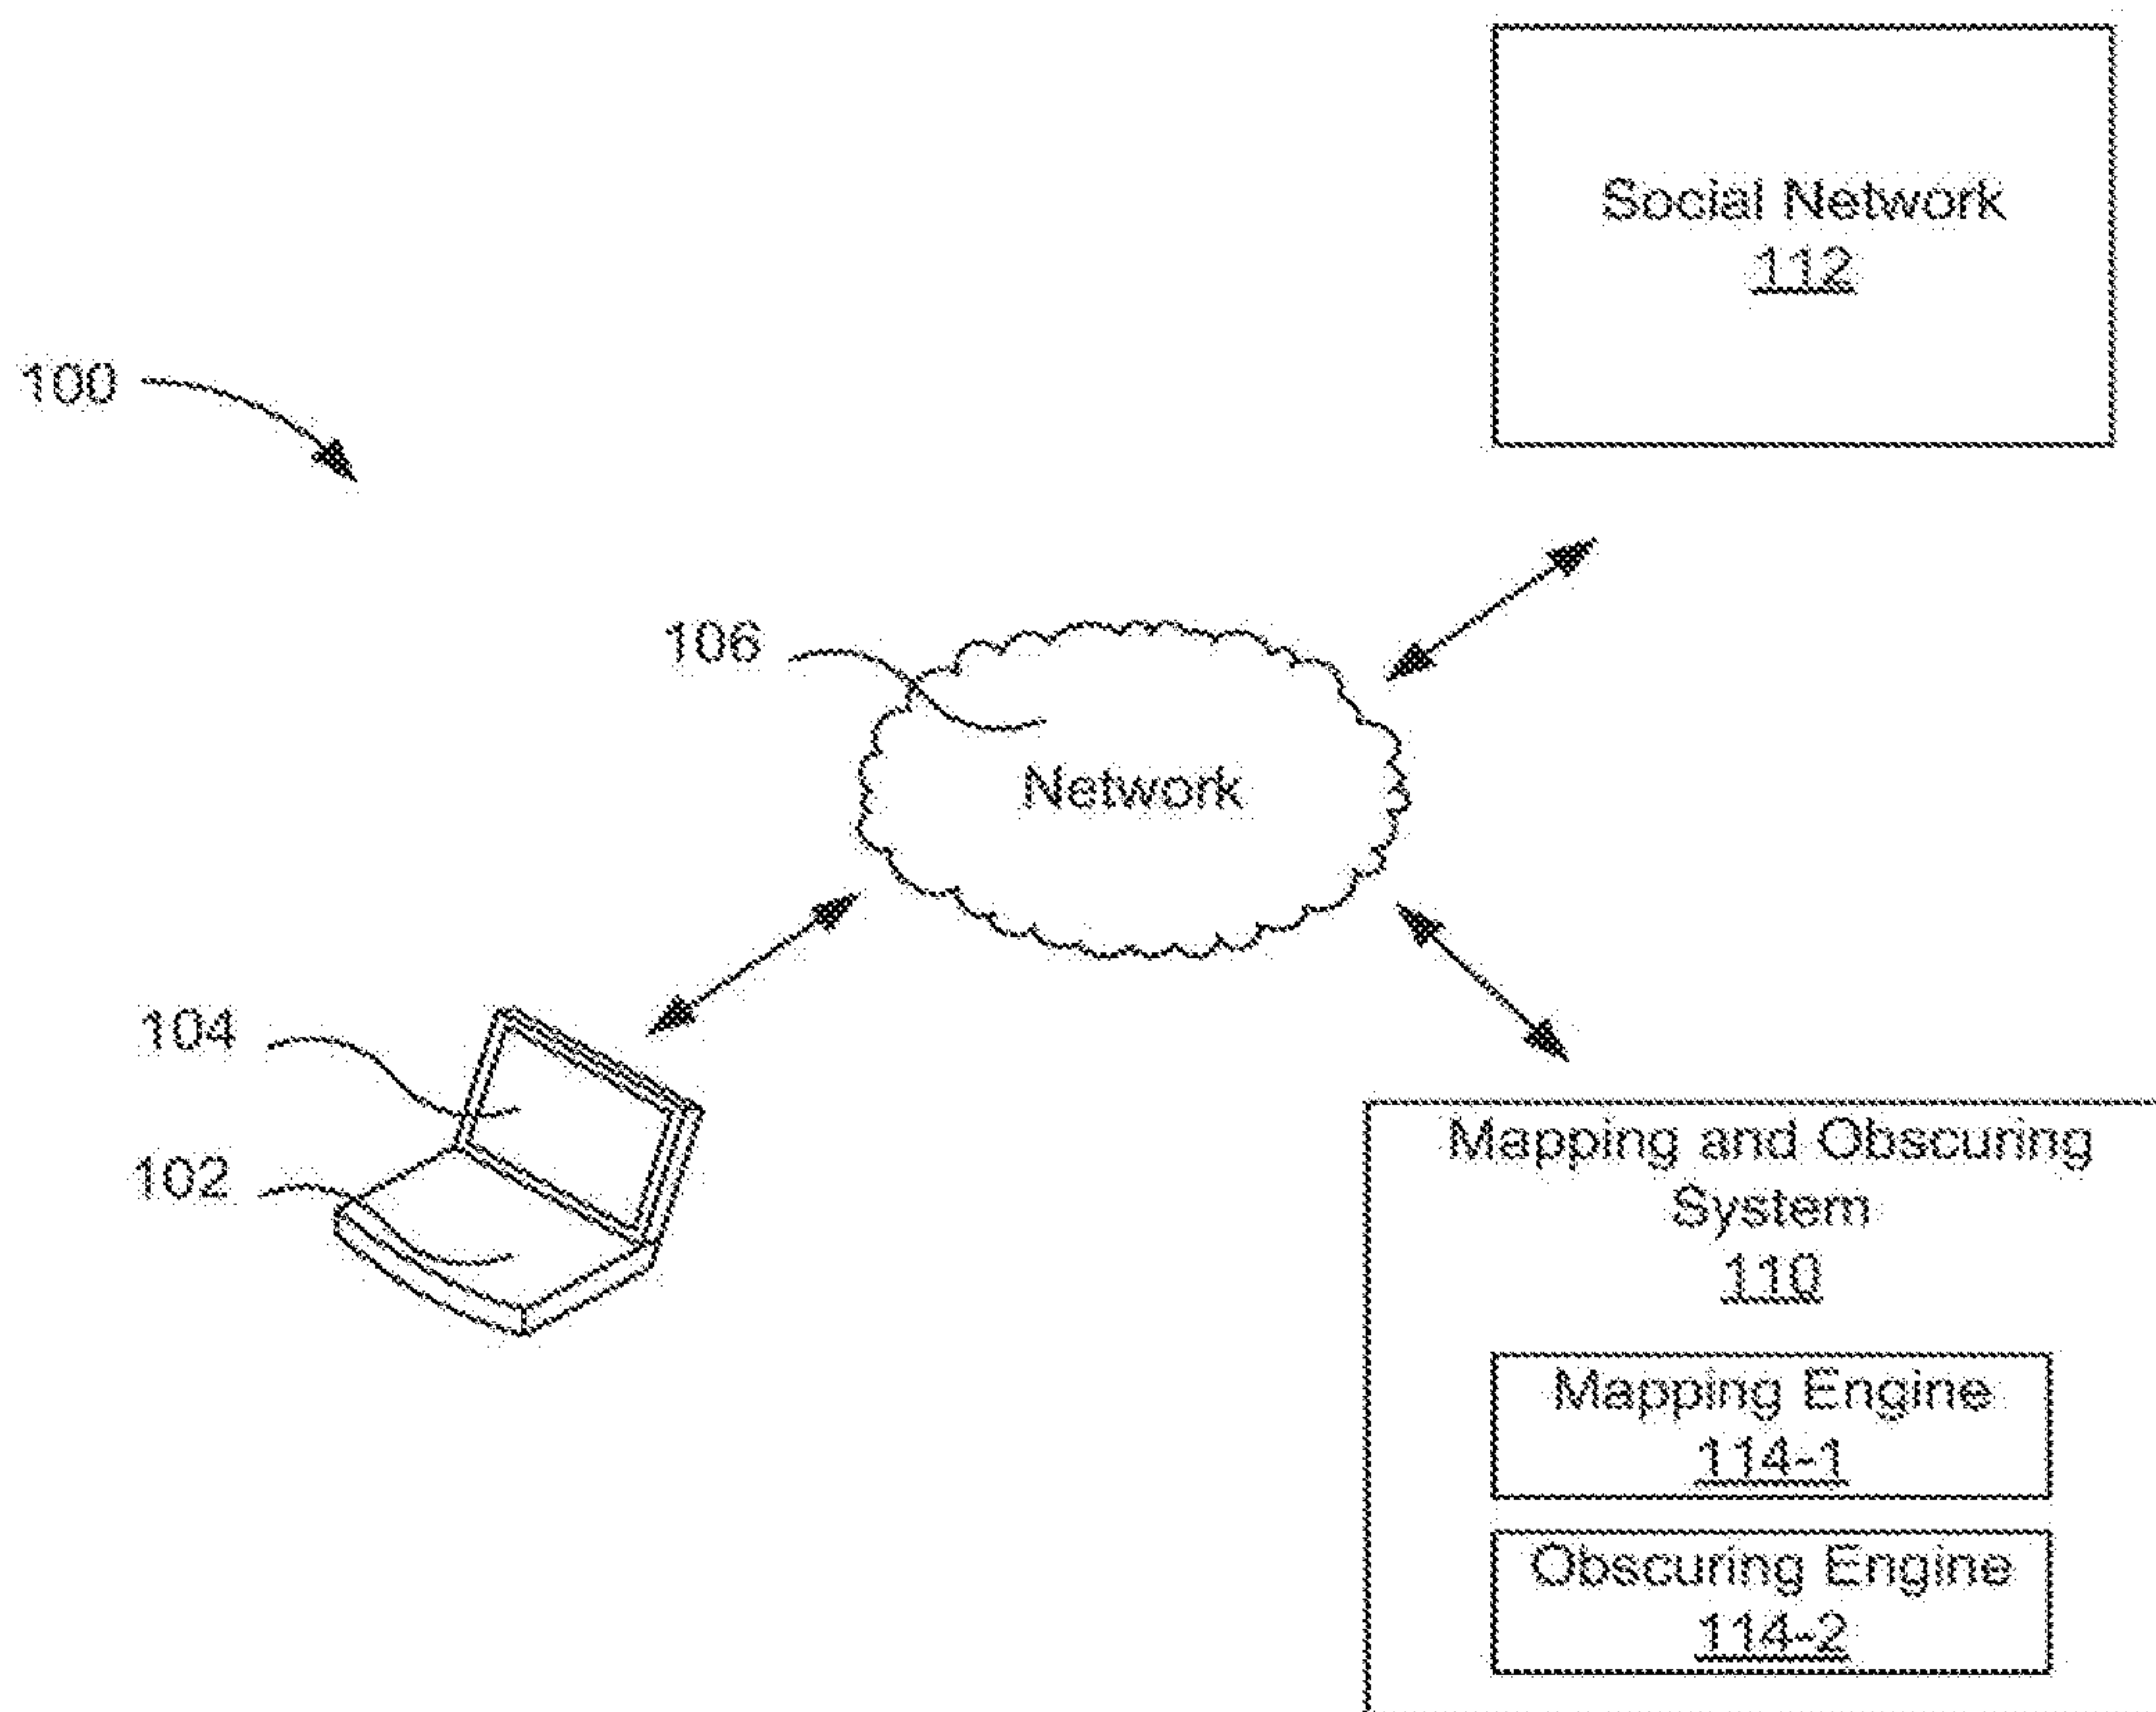 Social Network
112
100
106
Network
104
102
Mapping and Obscuring
System
110
Mapping Engine
114-1
Obscuring Engine
114-2